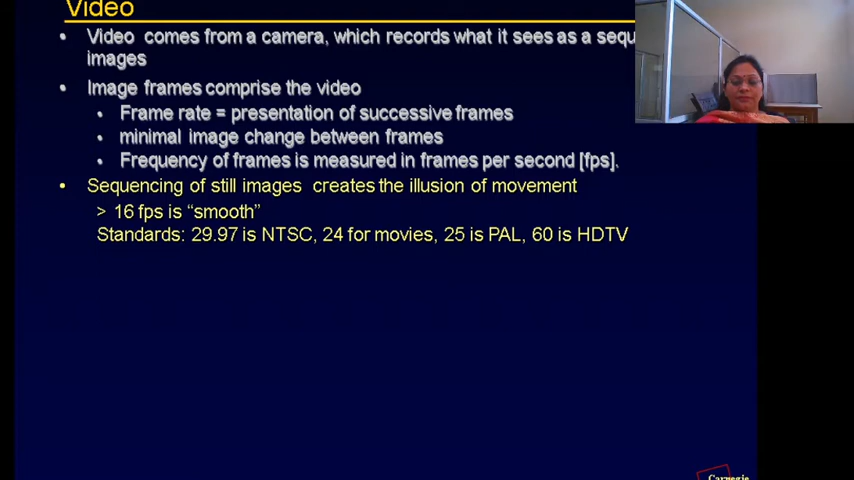 Video
• Video comes from a camera, which records what it sees as a
images
• Image frames comprise the video
• Frame rate = presentation of successive frames
• minimal image change between frames
• Frequency of frames is measured in frames per second [fps].
• Sequencing of still images creates the illusion of movement
> 16 fps is “smooth”
Standards: 29.97 is NTSC, 24 for movies, 25 is PAL, 60 is HDTV
Carnegie